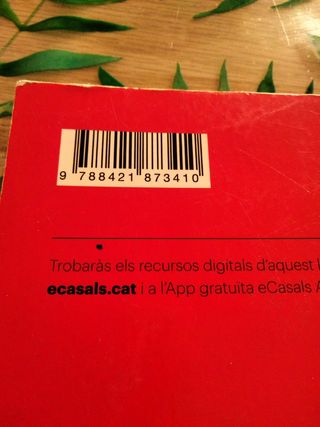 9 788421 873410
Trobaràs els recursos digitals d'aquest
ecasals.cat i a l'App gratuïta eCasals